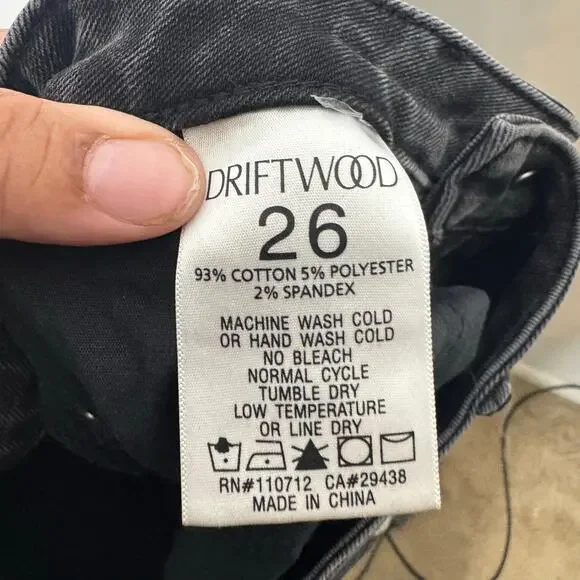 DRIFTWOOD
26
93% COTTON 5% POLYESTER
2% SPANDEX
MACHINE WASH COLD
OR HAND WASH COLD
NO BLEACH
NORMAL CYCLE
TUMBLE DRY
LOW TEMPERATURE
OR LINE DRY
RN#110712 CA#29438
MADE IN CHINA